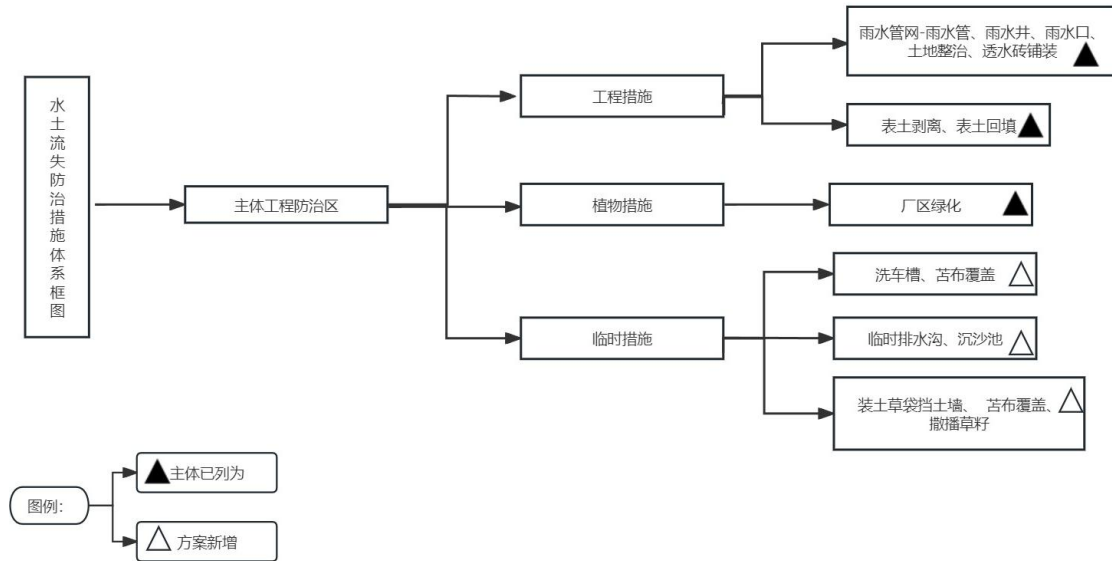 水土流失防治措施体系框图
主体工程防治区
工程措施
雨水管网-雨水管、雨水井、雨水口、
土地整治、透水砖铺装
表土剥离、表土回填
植物措施
厂区绿化
临时措施
洗车槽、苫布覆盖
临时排水沟、沉沙池
装土草袋挡土墙、 苫布覆盖、
撒播草籽
图例：
主体已列为
方案新增